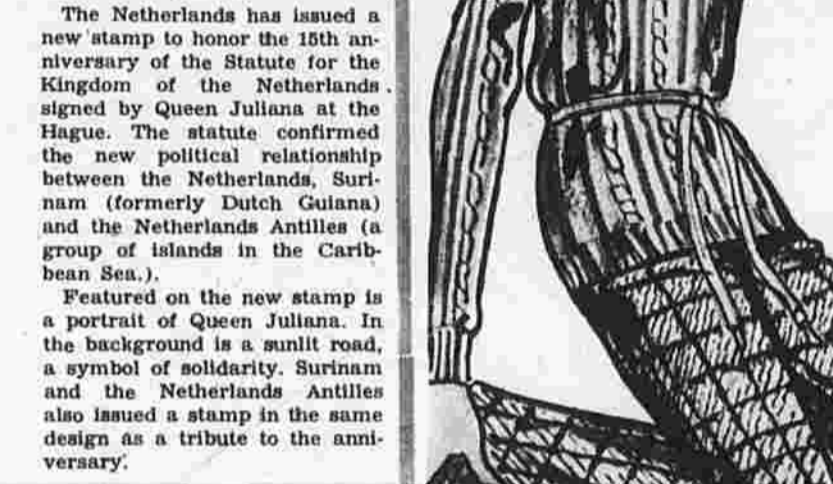 The Netherlands has issued a
new stamp to honor the 15th an-
niversary of the Statute for the
Kingdom of the Netherlands.
signed by Queen Juliana at the
Hague. The statute confirmed
the new political relationship
between the Netherlands, Suri-
nam (formerly Dutch Guiana)
and the Netherlands Antilles (a
group of islands in the Carib-
bean Sea.).
Featured on the new stamp is
a portrait of Queen Juliana. In
the background is a sunlit road,
a symbol of solidarity. Surinam
and the Netherlands Antilles
also issued a stamp in the same
design as a tribute to the anni-
versary.